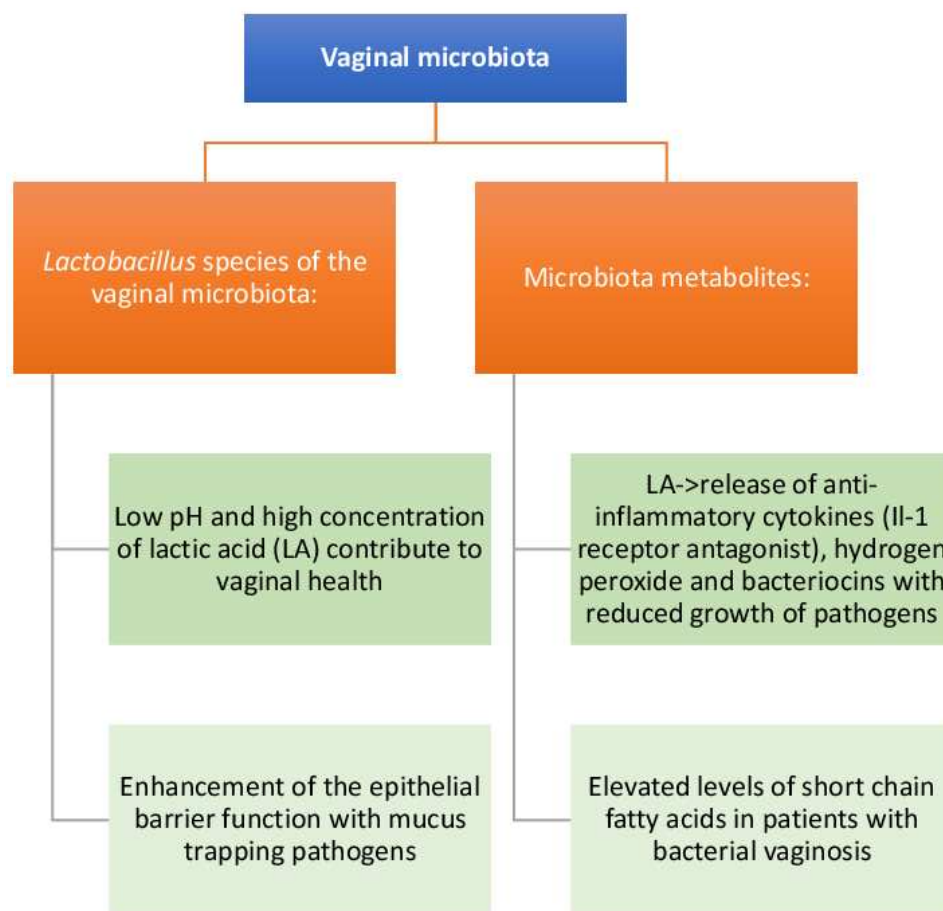 Vaginal microbiota
Lactobacillus species of the
vaginal microbiota:
Microbiota metabolites:
Low pH and high concentration
of lactic acid (LA) contribute to
vaginal health
LA->release of anti-
inflammatory cytokines (Il-1
receptor antagonist), hydrogen
peroxide and bacteriocins with
reduced growth of pathogens
Enhancement of the epithelial
barrier function with mucus
trapping pathogens
Elevated levels of short chain
fatty acids in patients with
bacterial vaginosis